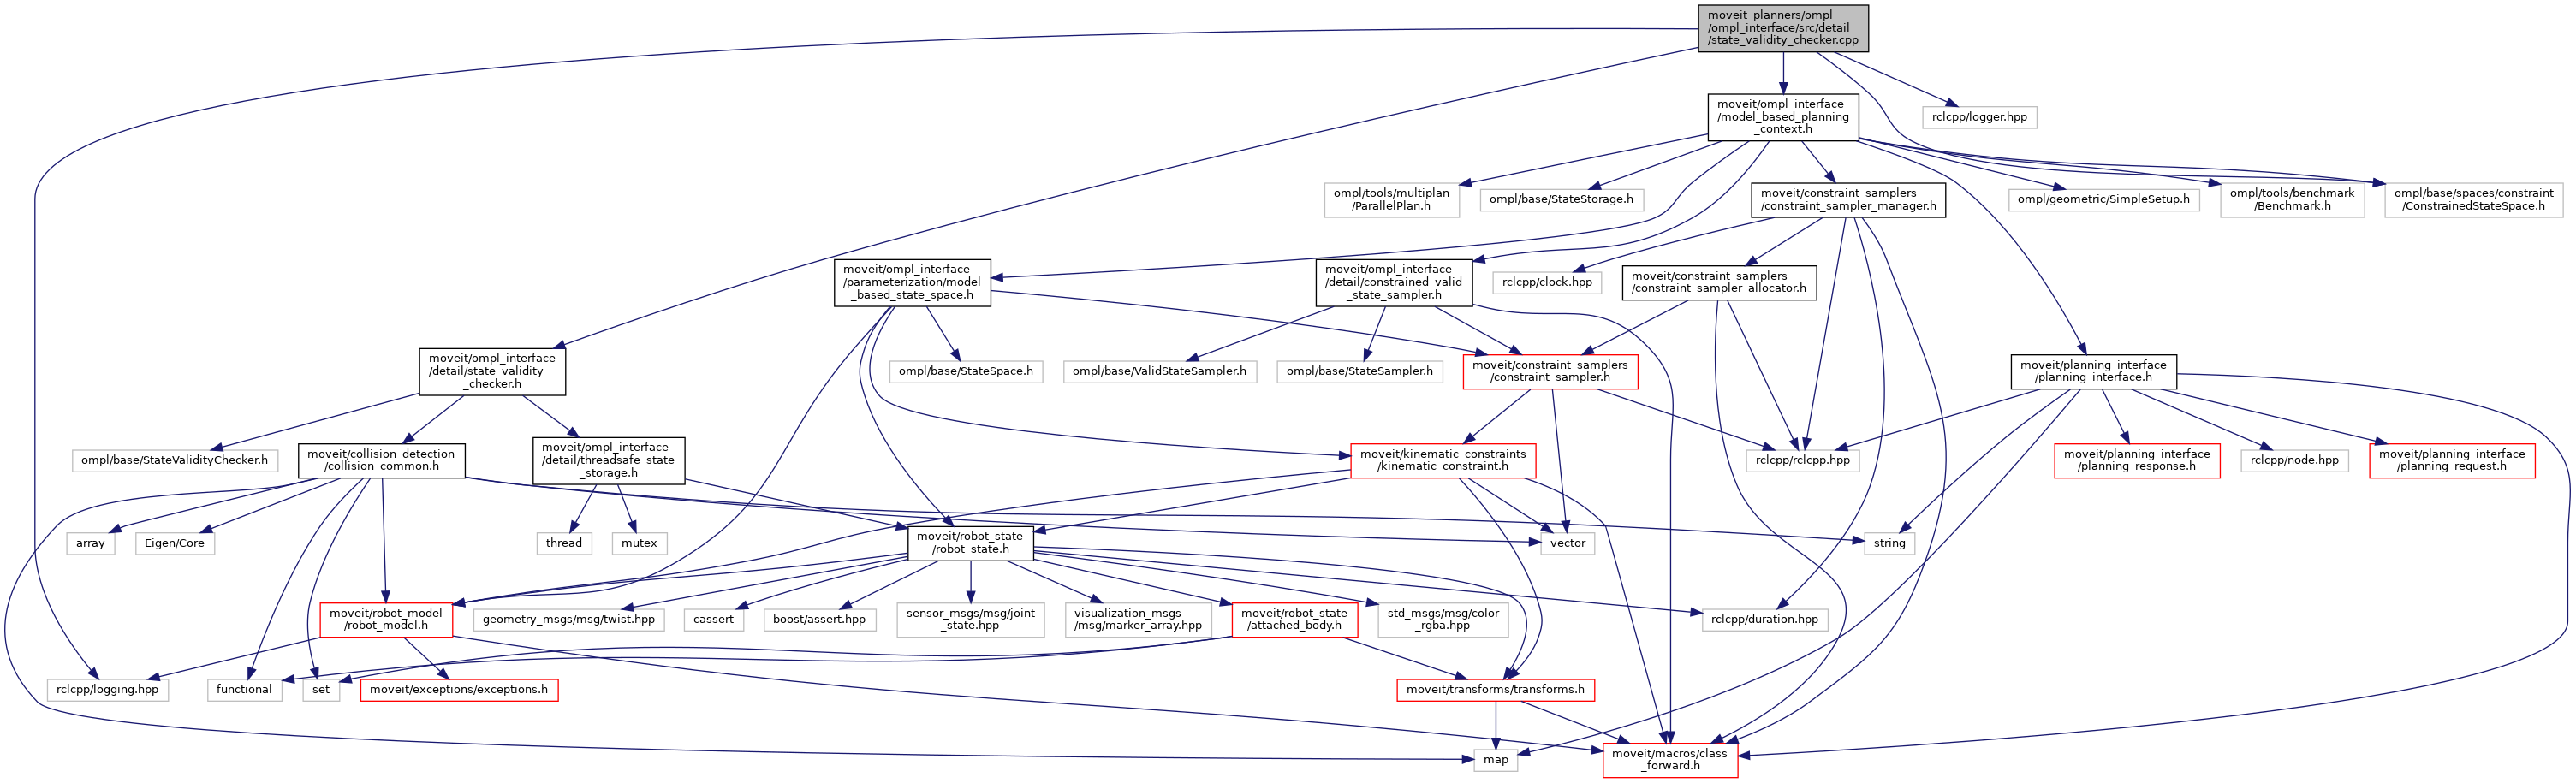 moveit_planners/ompl
/ompl_interface/src/detail
/state_validity_checker.cpp
moveit/ompl_interface
/model_based_planning
_context.h
rclcpp/logger.hpp
ompl/tools/multiplan
/ParallelPlan.h
ompl/base/StateStorage.h
moveit/constraint_samplers
/constraint_sampler_manager.h
ompl/geometric/SimpleSetup.h
ompl/tools/benchmark
/Benchmark.h
ompl/base/spaces/constraint
/ConstrainedStateSpace.h
moveit/ompl_interface
/parameterization/model
_based_state_space.h
moveit/ompl_interface
/detail/constrained_valid
_state_sampler.h
rclcpp/clock.hpp
moveit/constraint_samplers
/constraint_sampler_allocator.h
moveit/ompl_interface
/detail/state_validity
_checker.h
ompl/base/StateSpace.h
ompl/base/ValidStateSampler.h
ompl/base/StateSampler.h
moveit/constraint_samplers
/constraint_sampler.h
moveit/planning_interface
/planning_interface.h
ompl/base/StateValidityChecker.h
moveit/collision_detection
/collision_common.h
moveit/ompl_interface
/detail/threadsafe_state
_storage.h
moveit/kinematic_constraints
/kinematic_constraint.h
rclcpp/rclcpp.hpp
moveit/planning_interface
/planning_response.h
rclcpp/node.hpp
moveit/planning_interface
/planning_request.h
array
Eigen/Core
thread
mutex
moveit/robot_state
/robot_state.h
vector
string
moveit/robot_model
/robot_model.h
geometry_msgs/msg/twist.hpp
cassert
boost/assert.hpp
sensor_msgs/msg/joint
_state.hpp
visualization_msgs
/msg/marker_array.hpp
moveit/robot_state
/attached_body.h
std_msgs/msg/color
_rgba.hpp
rclcpp/duration.hpp
rclcpp/logging.hpp
functional
set
moveit/exceptions/exceptions.h
moveit/transforms/transforms.h
map
moveit/macros/class
_forward.h